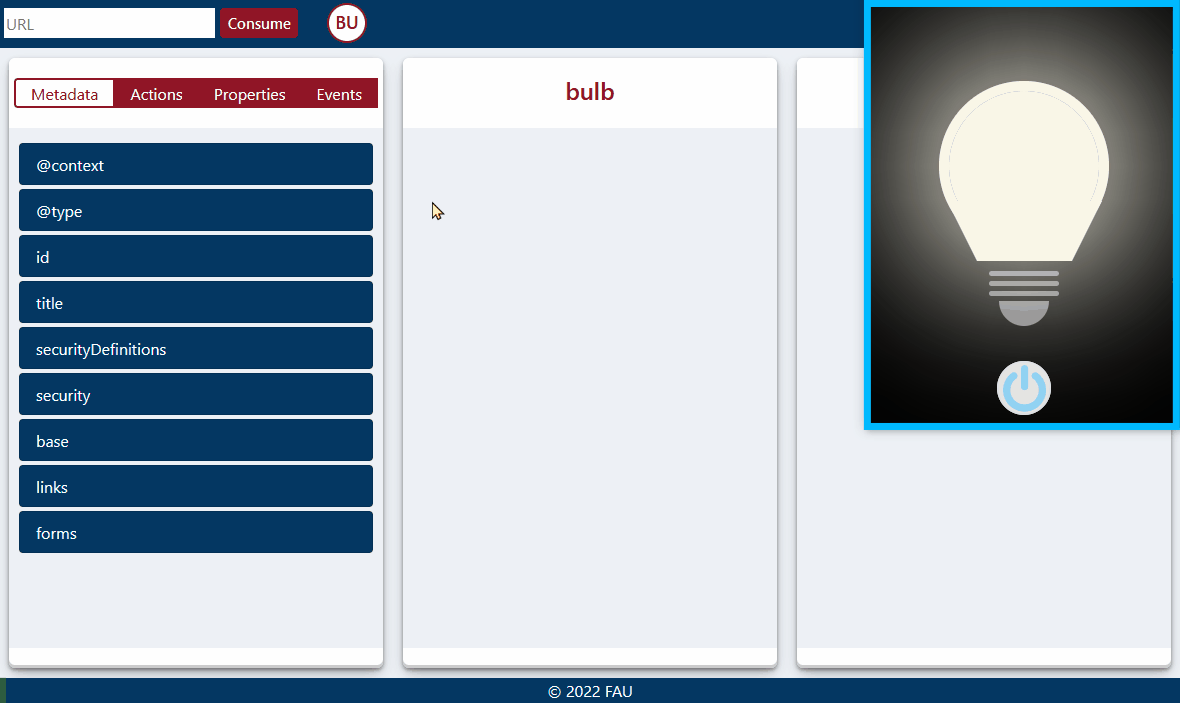 URL Consume BU
Metadata Actions Properties Events
bulb
@context
@type
id
title
securityDefinitions
security
base
links
forms
© 2022 FAU